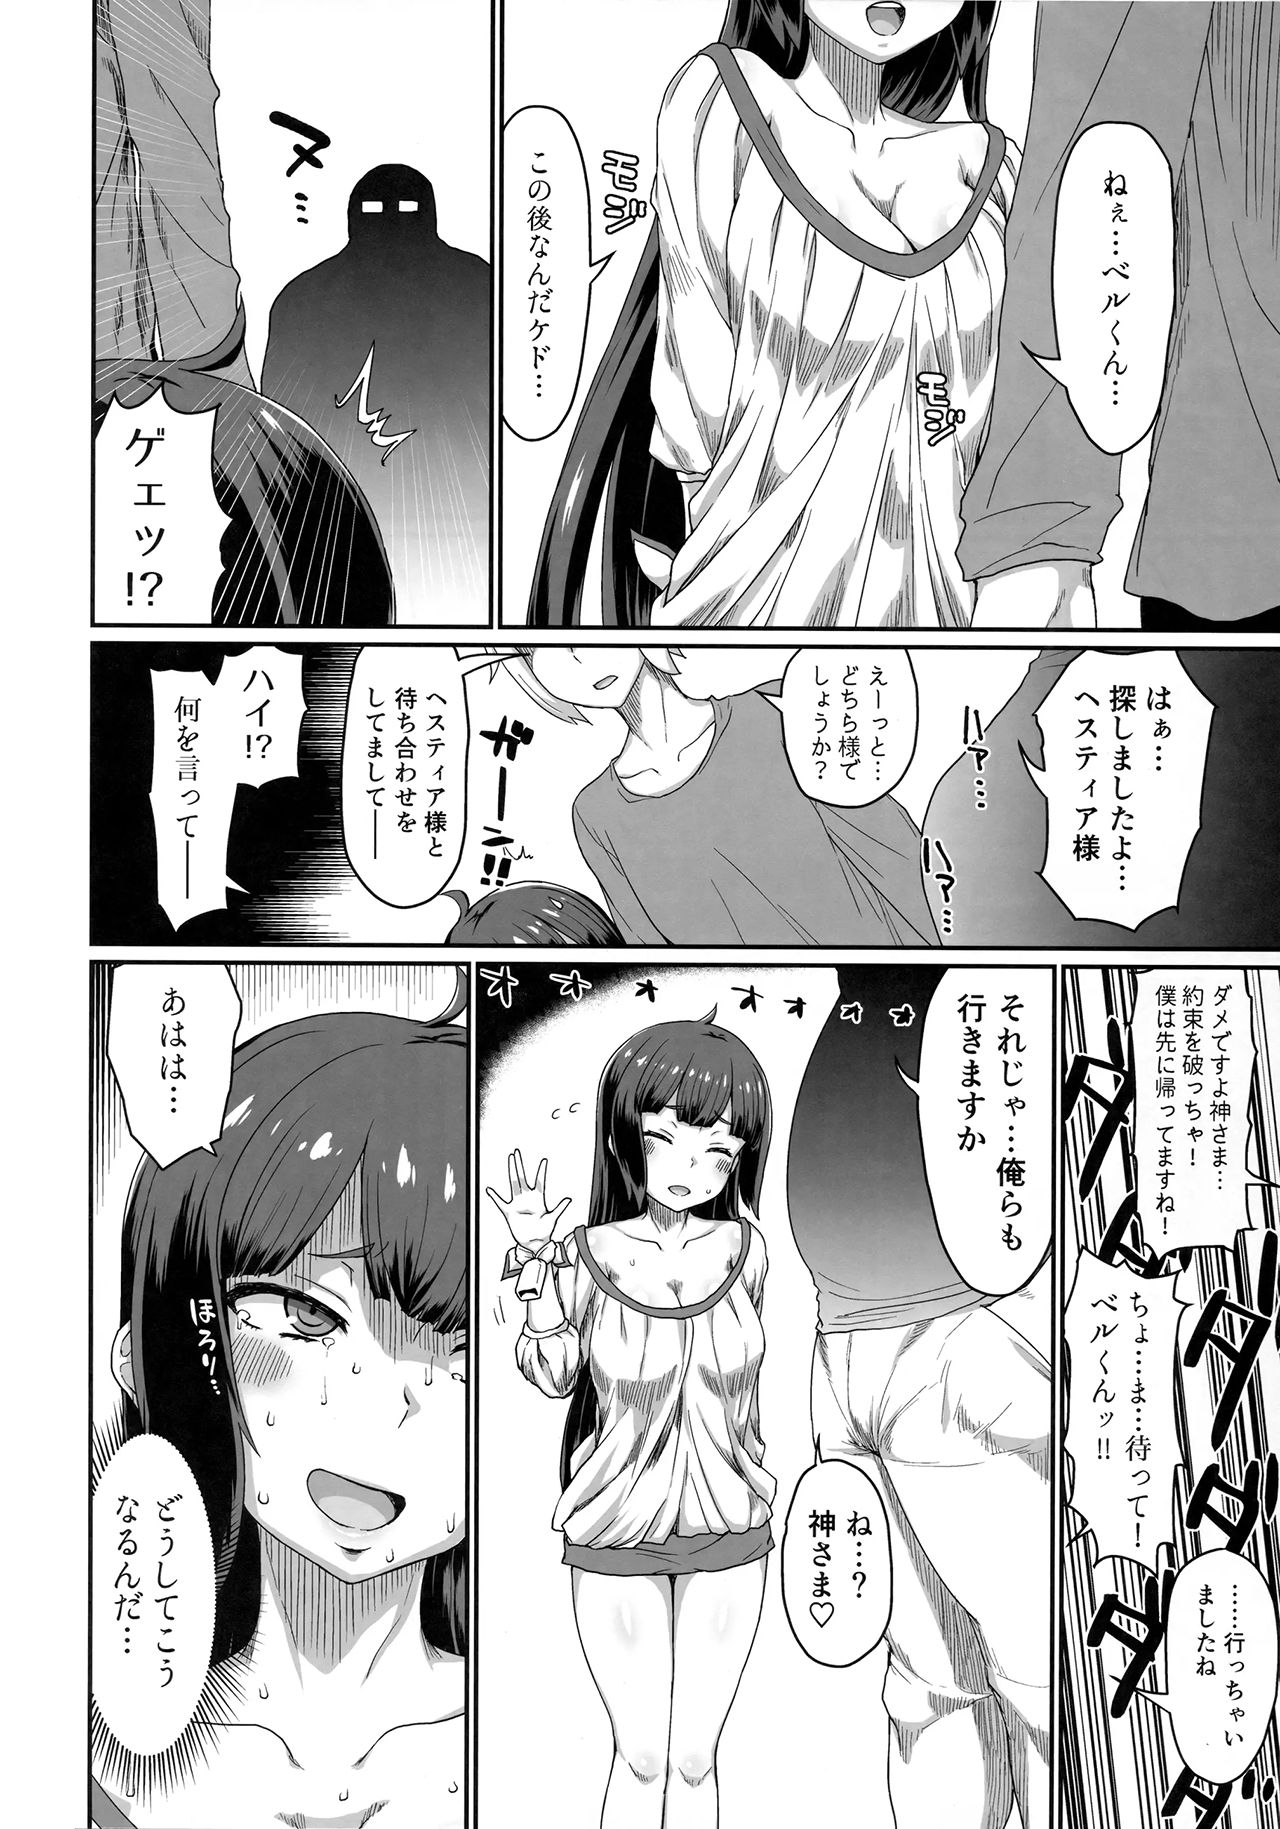 ねぇ…ベルくん…
モジ
モジ
この後なんだケド…
ヌ…
ゲェッ!?
はぁ…
探しましたよ…
ヘスティア様
ハァ…
ハァ…
えーっと…
どちら様で
しょうか？
ヘスティア様と
待ち合わせを
してまして──
ガーン!!
ハイ!?
何を言って──
ダメですよ神さま…
約束を破っちゃ！
僕は先に帰ってますね！
ダダダダ
ちょ…ま…待って！
ベルくんッ!!
ダダダダダ
……行っちゃい
ましたね
それじゃ…俺らも
行きますか
ね…？
神さま♡
あはは…
ほろり…
どうしてこう
なるんだ…